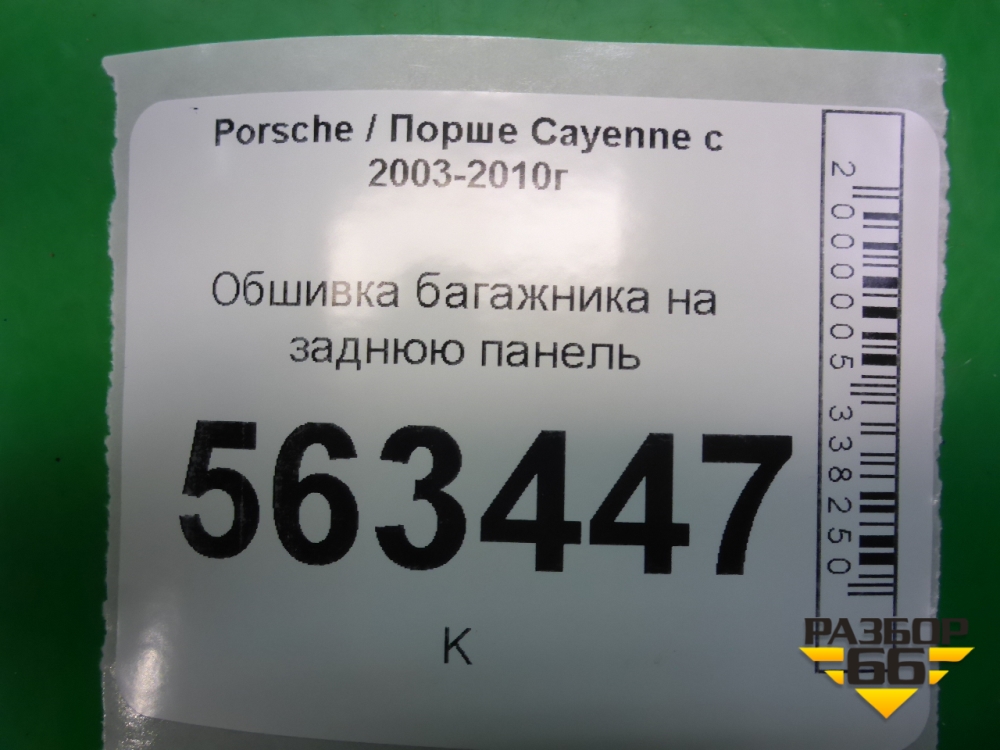 Porsche / Порше Cayenne с
2003-2010г
Обшивка багажника на
заднюю панель
563447
К
2000005338250
РАЗБОР
66